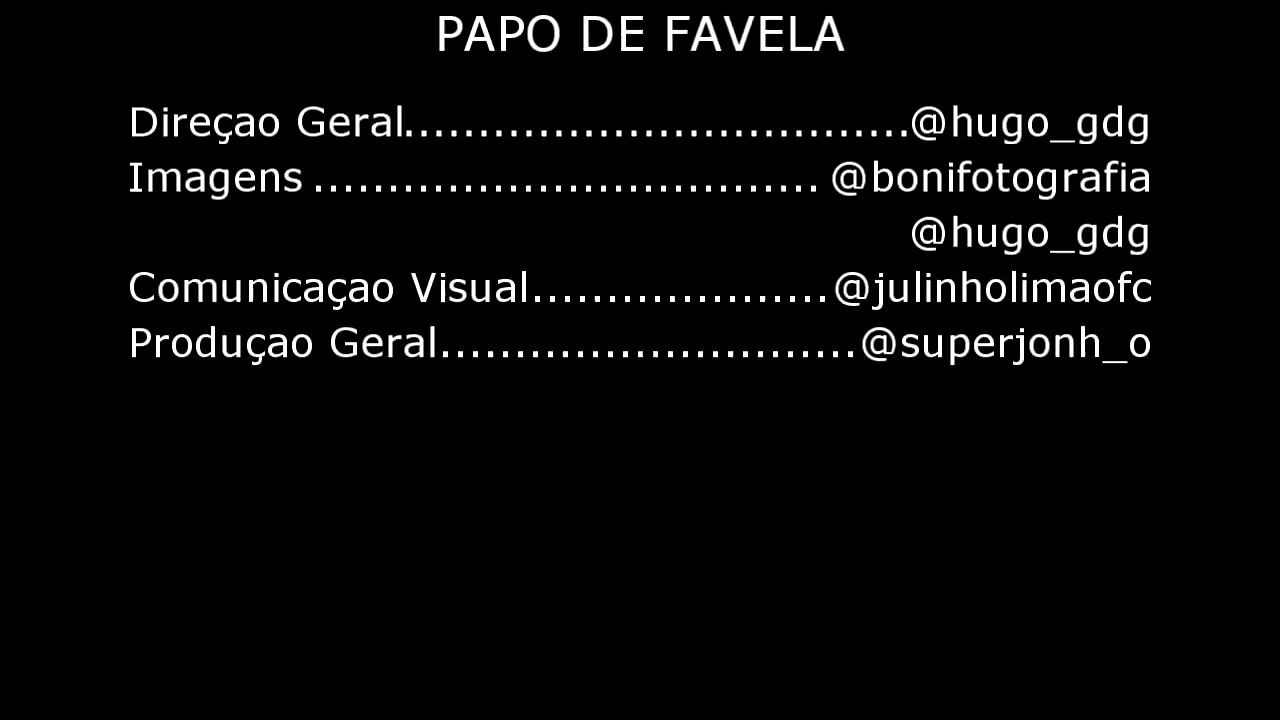 PAPO DE FAVELA
Direçao Geral..................................@hugo_gdg
Imagens .................................. @bonifotografia
@hugo_gdg
Comunicaçao Visual....................@julinholimaofc
Produçao Geral............................@superjonh_o